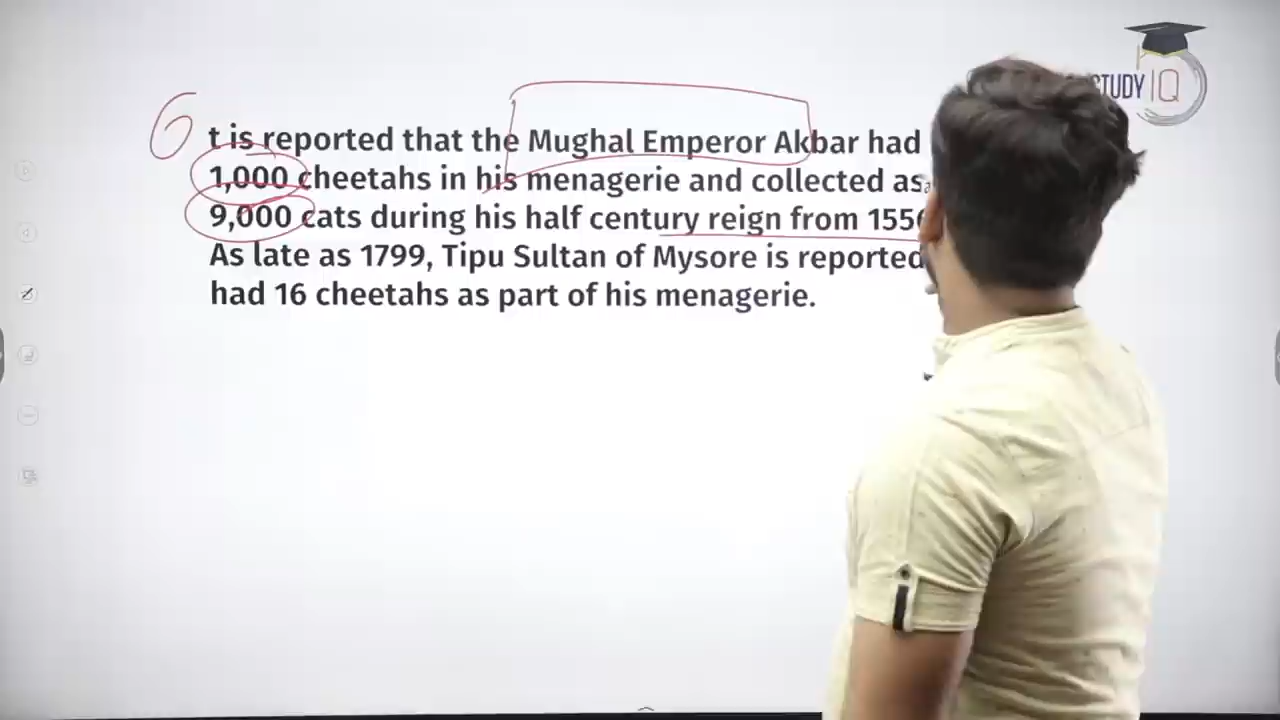 STUDY IQ
t is reported that the Mughal Emperor Akbar had
1,000 cheetahs in his menagerie and collected as
9,000 cats during his half century reign from 155
As late as 1799, Tipu Sultan of Mysore is reported
had 16 cheetahs as part of his menagerie.